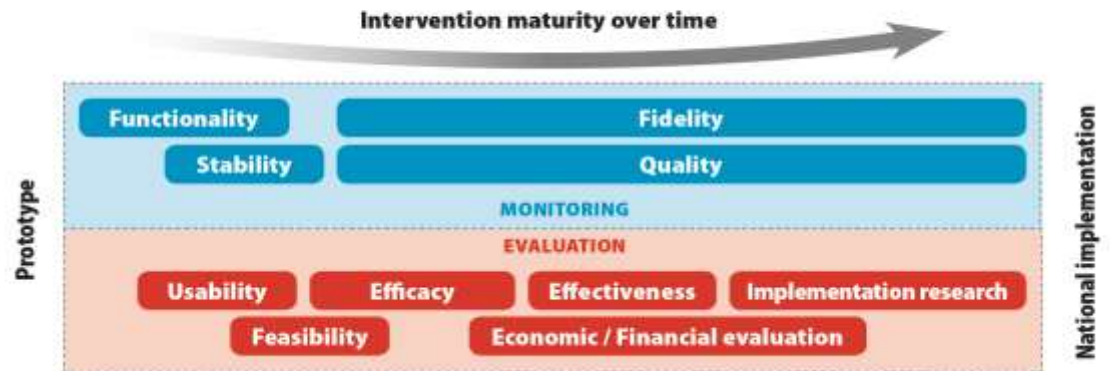 Intervention maturity over time
Prototype
Functionality
Fidelity
Stability
Quality
MONITORING
EVALUATION
Usability
Efficacy
Effectiveness
Implementation research
Feasibility
Economic / Financial evaluation
National implementation